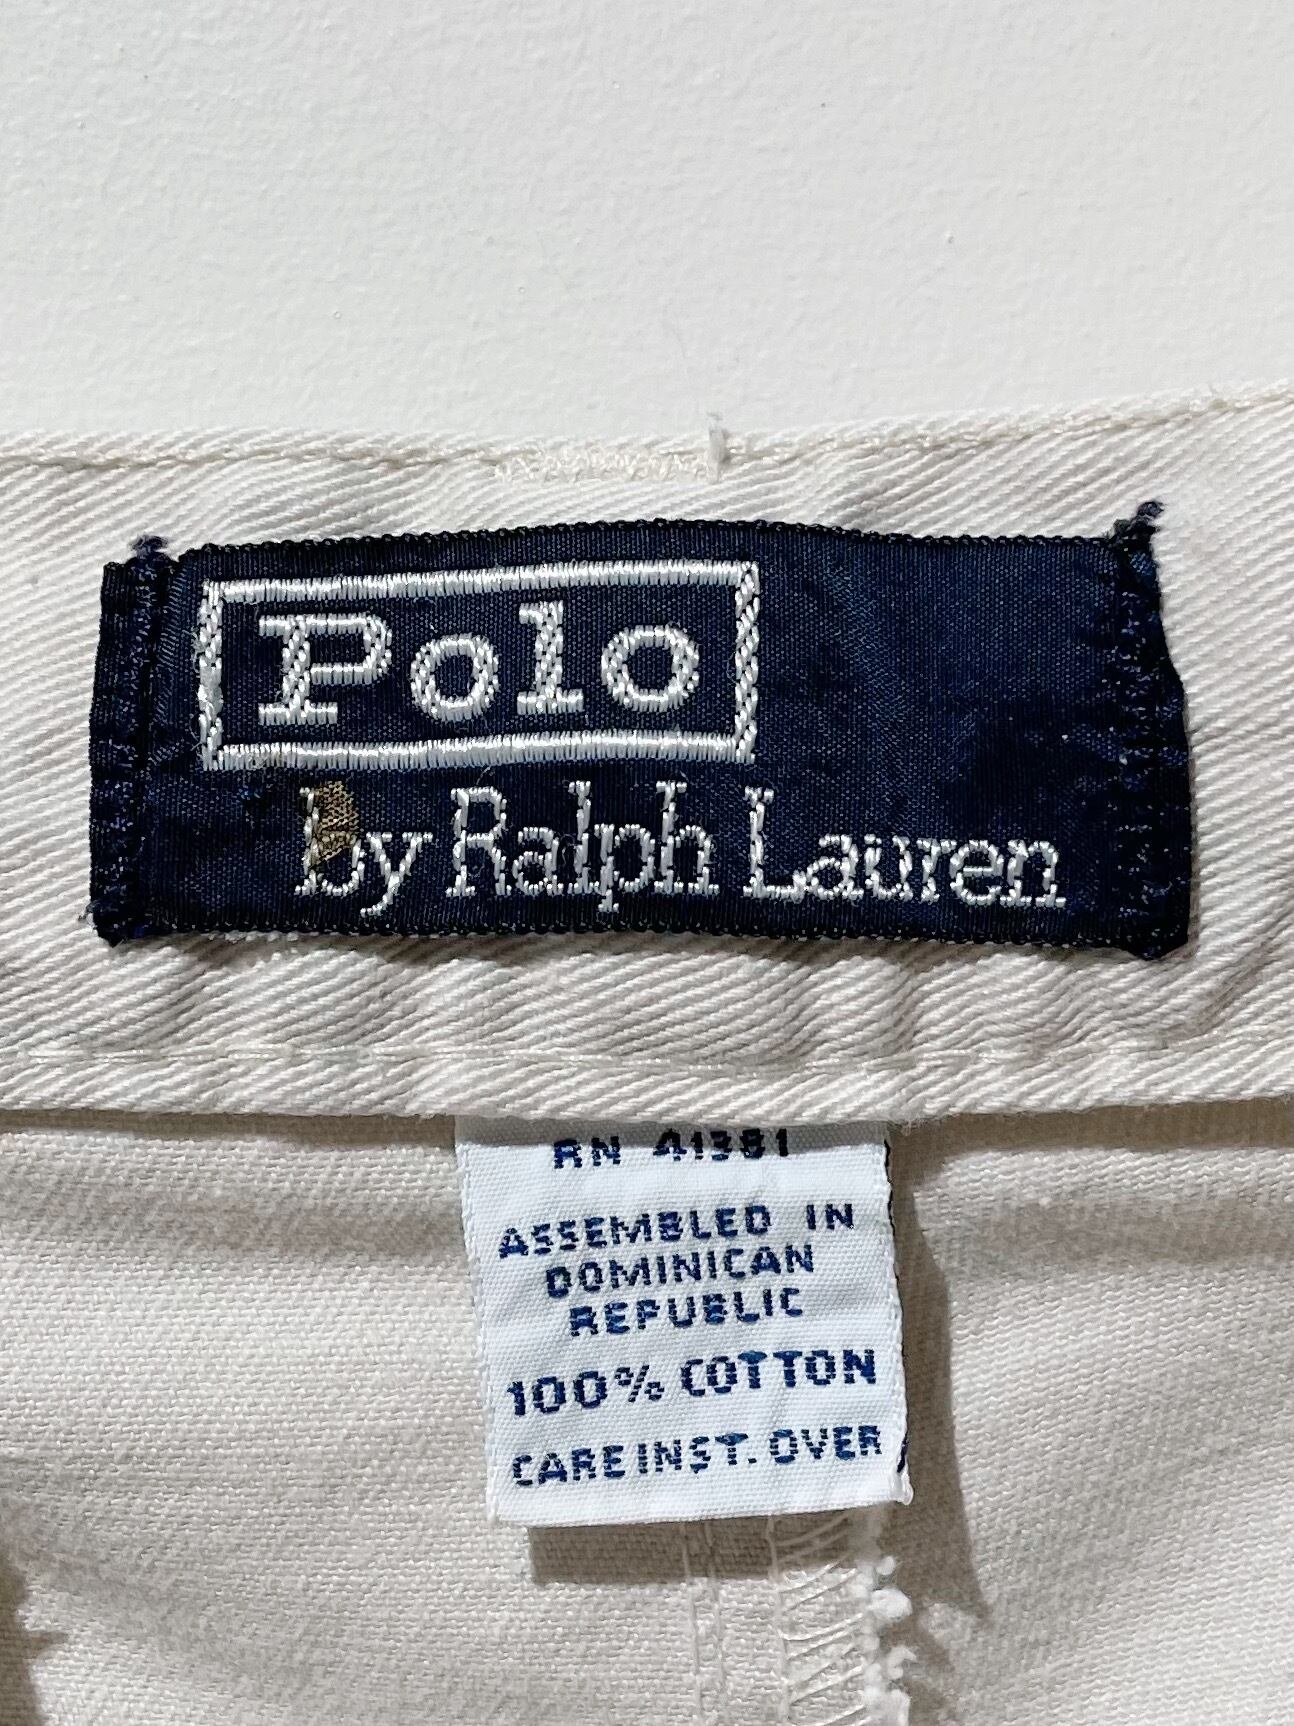 Polo
by Ralph Lauren
RN 41381
ASSEMBLED IN
DOMINICAN
REPUBLIC
100% COTTON
CARE INST. OVER